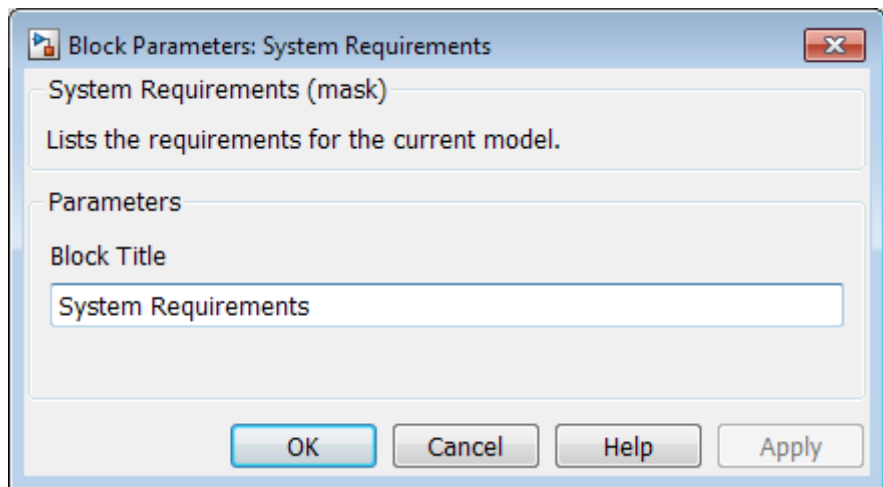 Block Parameters: System Requirements
System Requirements (mask)
Lists the requirements for the current model.
Parameters
Block Title
System Requirements
OK Cancel Help Apply